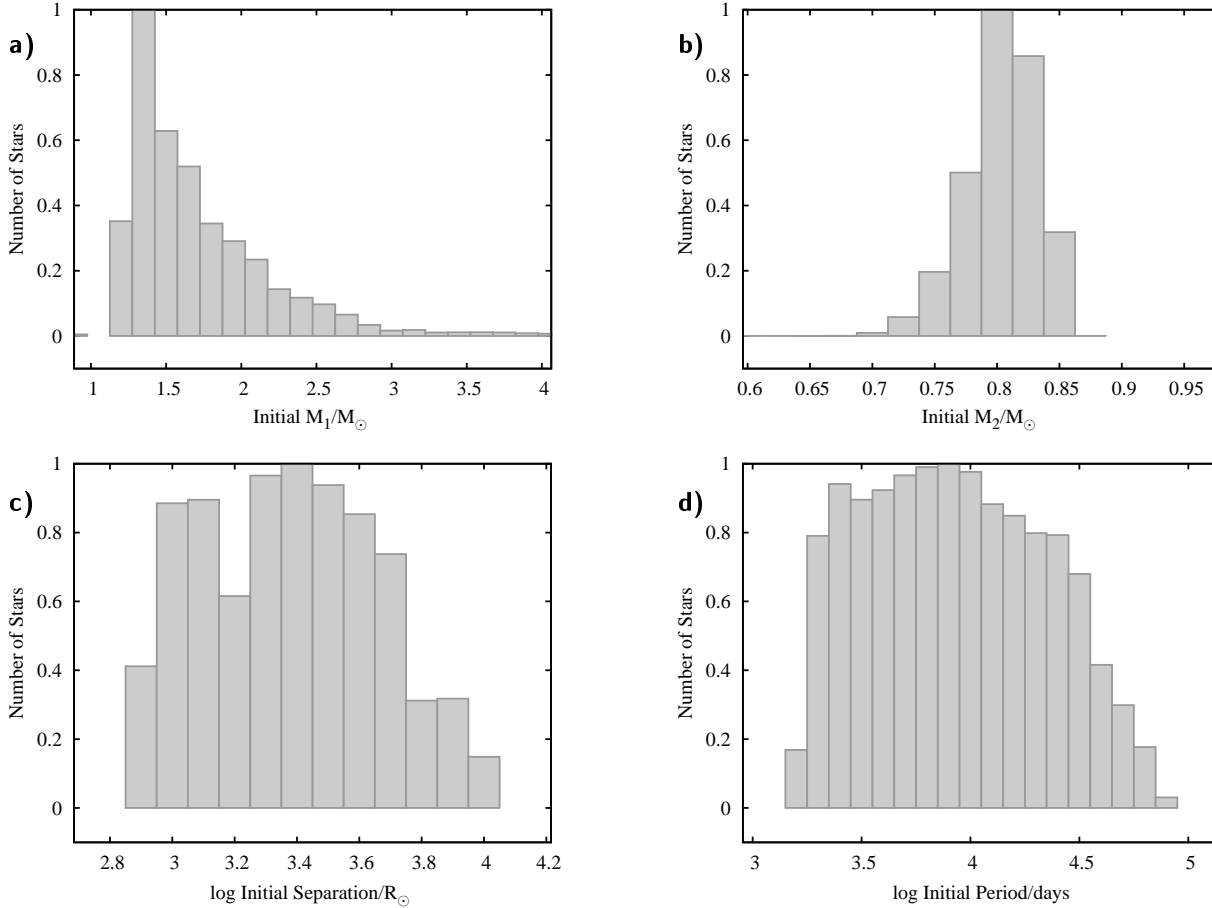 a)
Number of Stars
1
0.8
0.6
0.4
0.2
0
1 1.5 2 2.5 3 3.5 4
Initial M₁/M☉
b)
Number of Stars
1
0.8
0.6
0.4
0.2
0
0.6 0.65 0.7 0.75 0.8 0.85 0.9 0.95
Initial M₂/M☉
c)
Number of Stars
1
0.8
0.6
0.4
0.2
0
2.8 3 3.2 3.4 3.6 3.8 4 4.2
log Initial Separation/R☉
d)
Number of Stars
1
0.8
0.6
0.4
0.2
0
3 3.5 4 4.5 5
log Initial Period/days